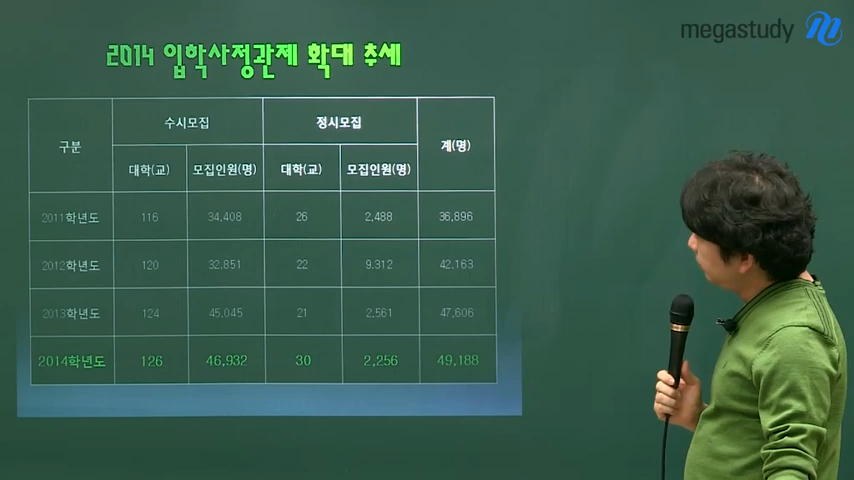 megastudy
2014 입학사정관제 확대 추세
구분 수시모집 정시모집 계(명)
대학(교) 모집인원(명) 대학(교) 모집인원(명)
2011학년도 116 34,408 26 2,488 36,896
2012학년도 120 32,851 22 9,312 42,163
2013학년도 124 45,045 21 2,561 47,606
2014학년도 126 46,932 30 2,256 49,188